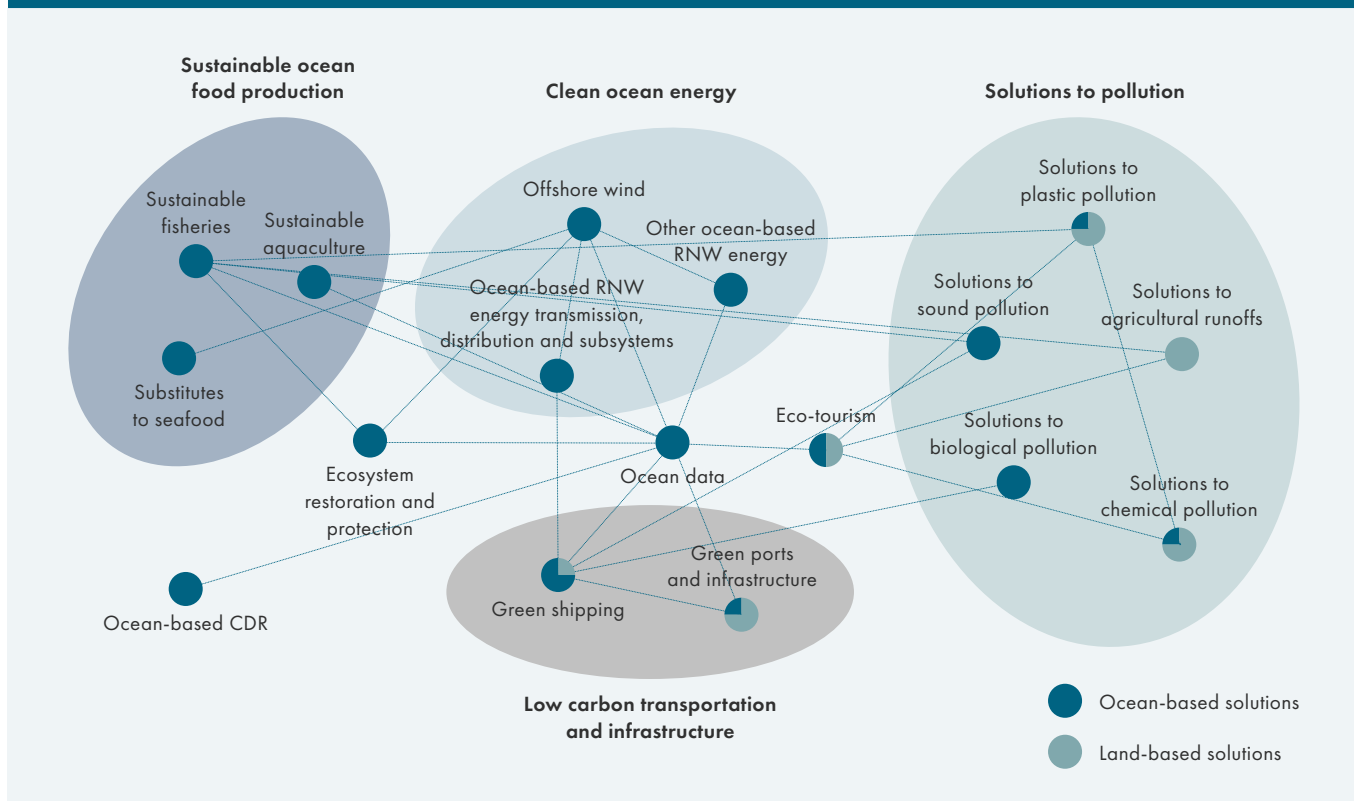 Sustainable ocean
food production
Clean ocean energy
Solutions to pollution
Sustainable
fisheries
Sustainable
aquaculture
Substitutes
to seafood
Offshore wind
Other ocean-based
RNW energy
Ocean-based RNW
energy transmission,
distribution and subsystems
Solutions to
plastic pollution
Solutions to
sound pollution
Solutions to
agricultural runoffs
Solutions to
biological pollution
Solutions to
chemical pollution
Eco-tourism
Ocean data
Ecosystem
restoration and
protection
Ocean-based CDR
Green shipping
Green ports
and infrastructure
Low carbon transportation
and infrastructure
Ocean-based solutions
Land-based solutions